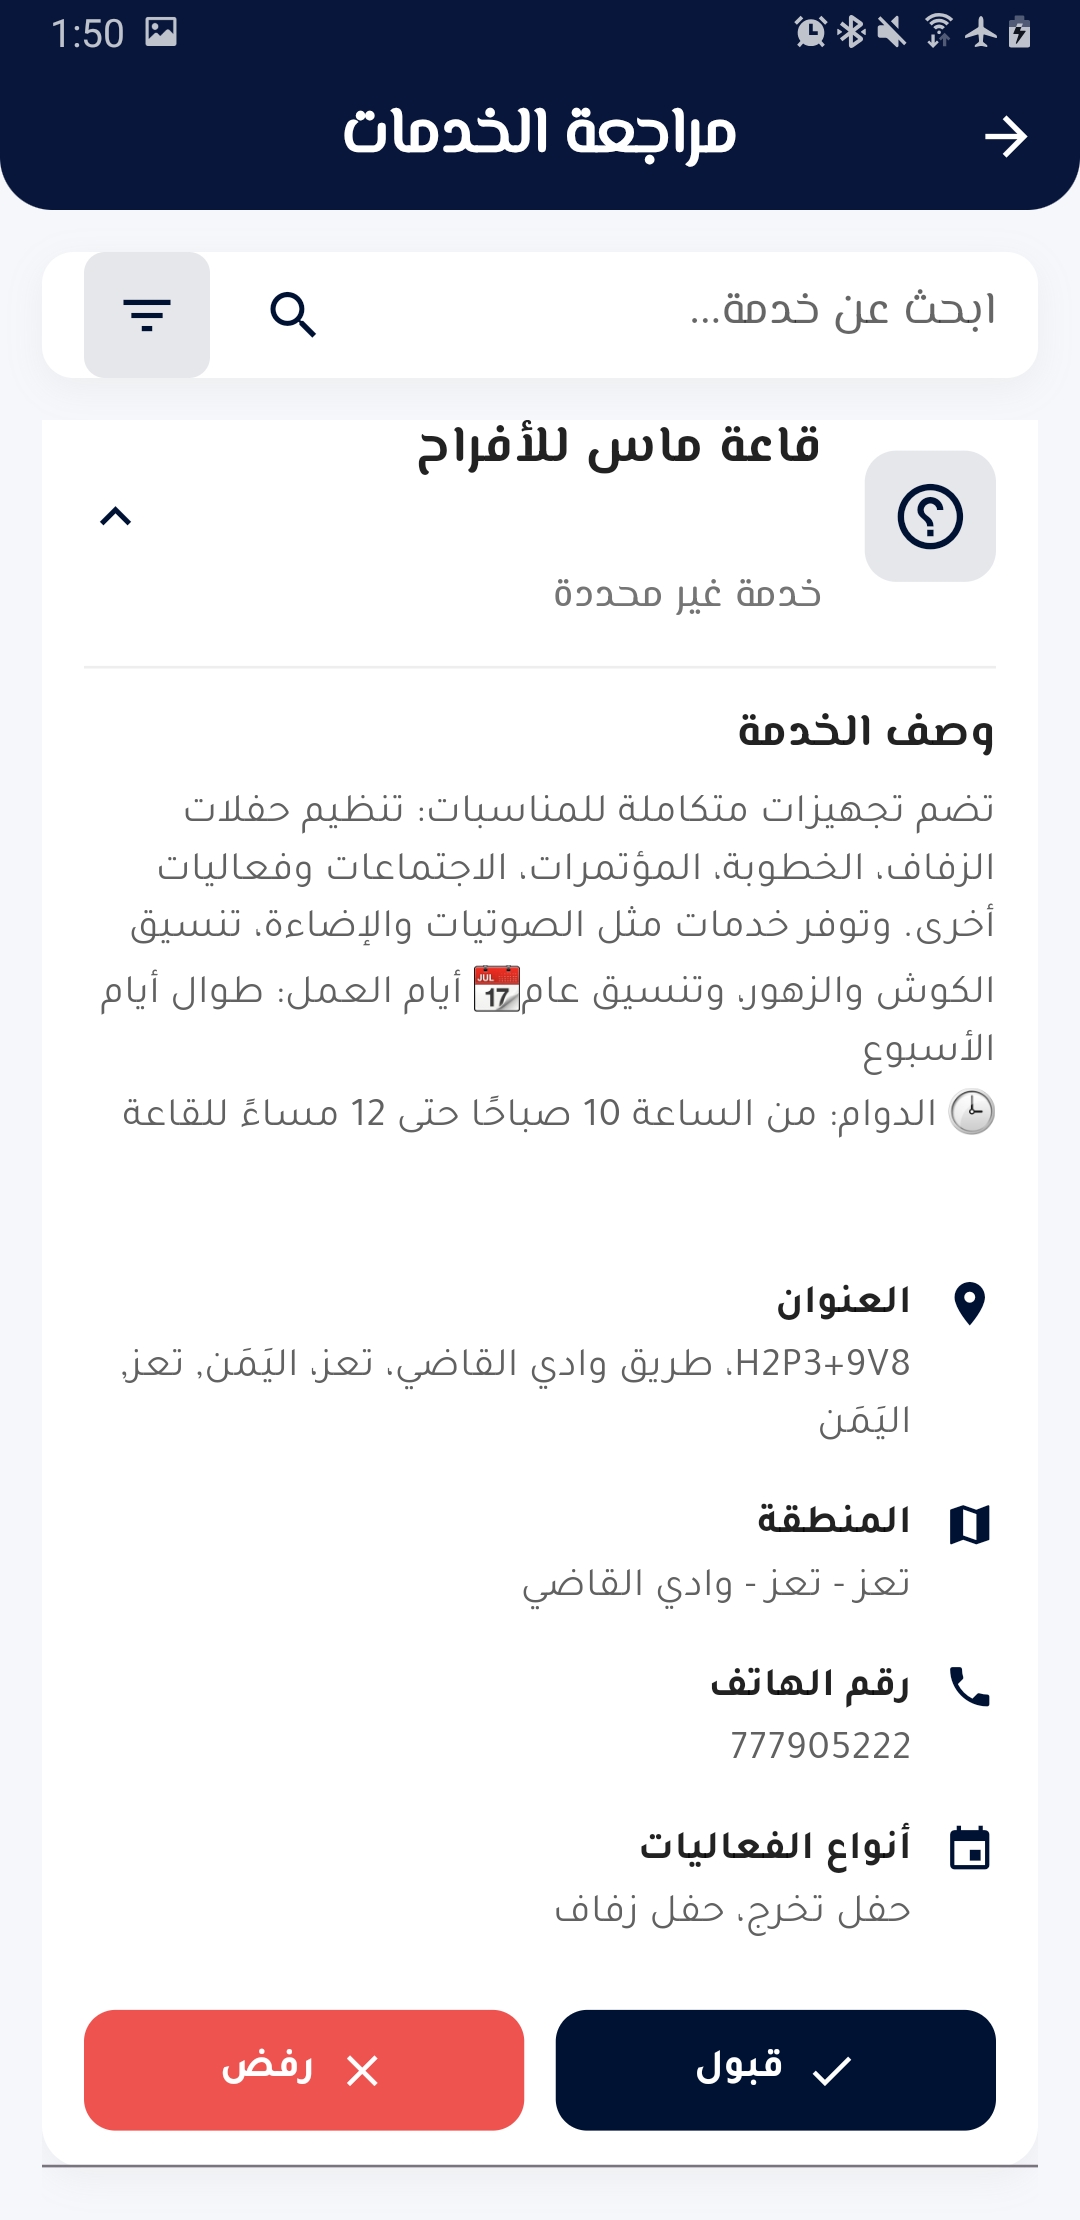 1:50
مراجعة الخدمات
ابحث عن خدمة...
قاعة ماس للأفراح
خدمة غير محددة
وصف الخدمة
تضم تجهيزات متكاملة للمناسبات: تنظيم حفلات
الزفاف، الخطوبة، المؤتمرات، الاجتماعات وفعاليات
أخرى. وتوفر خدمات مثل الصوتيات والإضاءة، تنسيق
الكوش والزهور، وتنسيق عام📅 أيام العمل: طوال أيام
الأسبوع
🕒 الدوام: من الساعة 10 صباحًا حتى 12 مساءً للقاعة
العنوان
H2P3+9V8، طريق وادي القاضي، تعز، اليَمَن, تعز,
اليَمَن
المنطقة
تعز - تعز - وادي القاضي
رقم الهاتف
777905222
أنواع الفعاليات
حفل تخرج، حفل زفاف
قبول
رفض